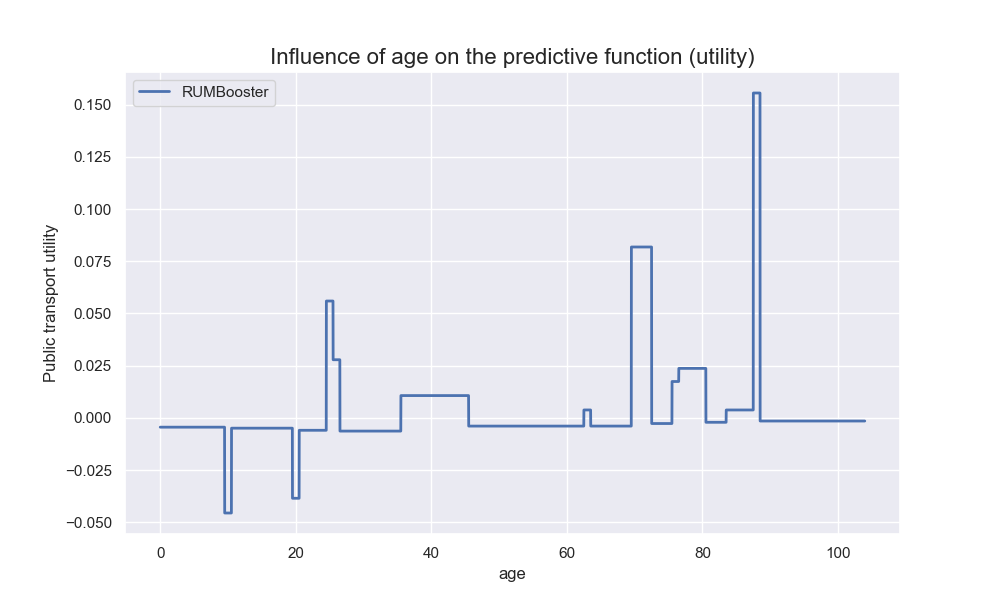 Influence of age on the predictive function (utility)
RUMBooster
0.150
0.125
0.100
0.075
0.050
0.025
0.000
−0.025
−0.050
Public transport utility
0 20 40 60 80 100
age